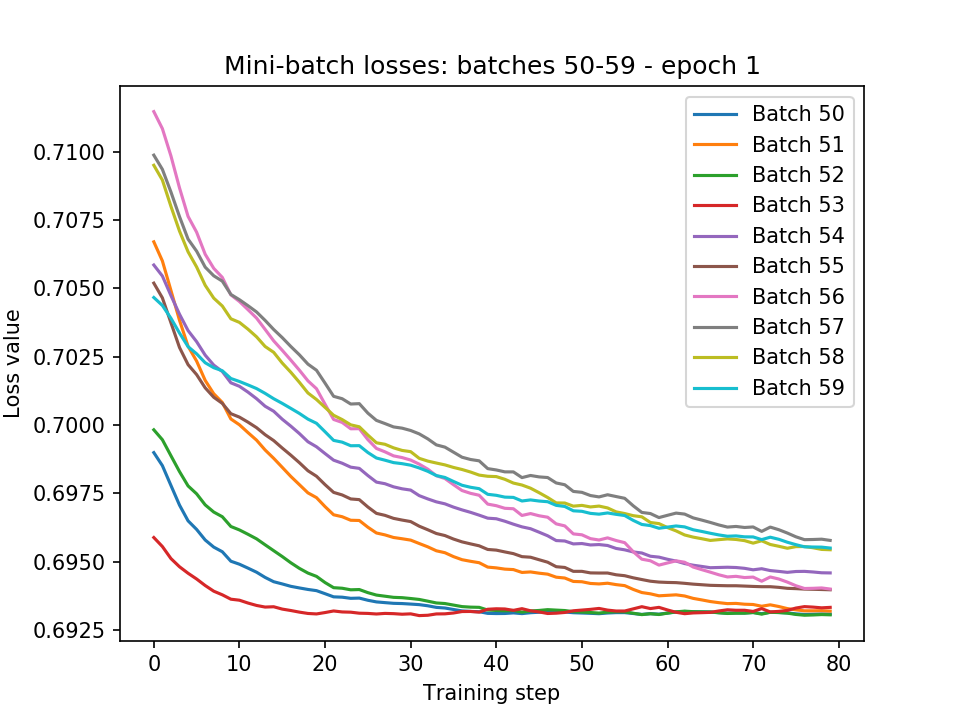 Mini-batch losses: batches 50-59 - epoch 1
Loss value
0.7100
0.7075
0.7050
0.7025
0.7000
0.6975
0.6950
0.6925
Batch 50
Batch 51
Batch 52
Batch 53
Batch 54
Batch 55
Batch 56
Batch 57
Batch 58
Batch 59
0 10 20 30 40 50 60 70 80
Training step